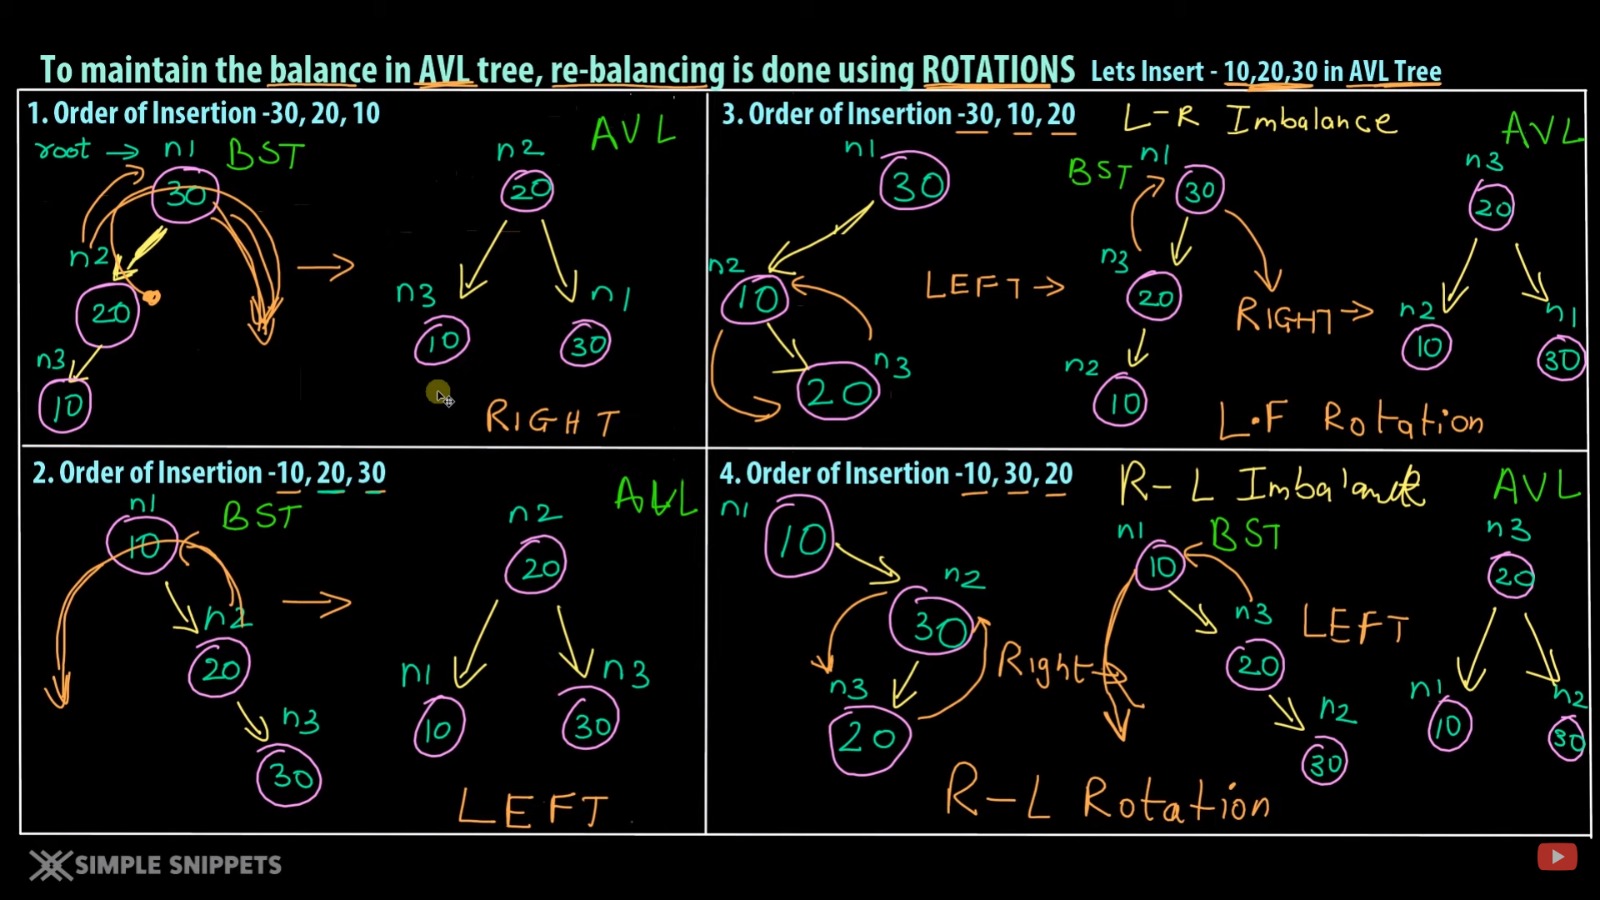 To maintain the balance in AVL tree, re-balancing is done using ROTATIONS Lets Insert - 10,20,30 in AVL Tree
1. Order of Insertion -30, 20, 10
root → n1 BST
30
n2
20
n3
10
→
AVL
n2
20
n3 n1
10 30
RIGHT
2. Order of Insertion -10, 20, 30
n1 BST
10
n2
20
n3
30
→
AVL
n2
20
n1 n3
10 30
LEFT
3. Order of Insertion -30, 10, 20 L-R Imbalance
n1
30
n2
10
n3
20
LEFT →
BST n1
30
n3
20
n2
10
RIGHT →
AVL
n3
20
n2 n1
10 30
L.F Rotation
4. Order of Insertion -10, 30, 20 R-L Imbalance
n1
10
n2
30
n3
20
Right →
n1 BST
10
n3
20
n2
30
LEFT
AVL
n3
20
n1 n2
10 30
R-L Rotation
SIMPLE SNIPPETS